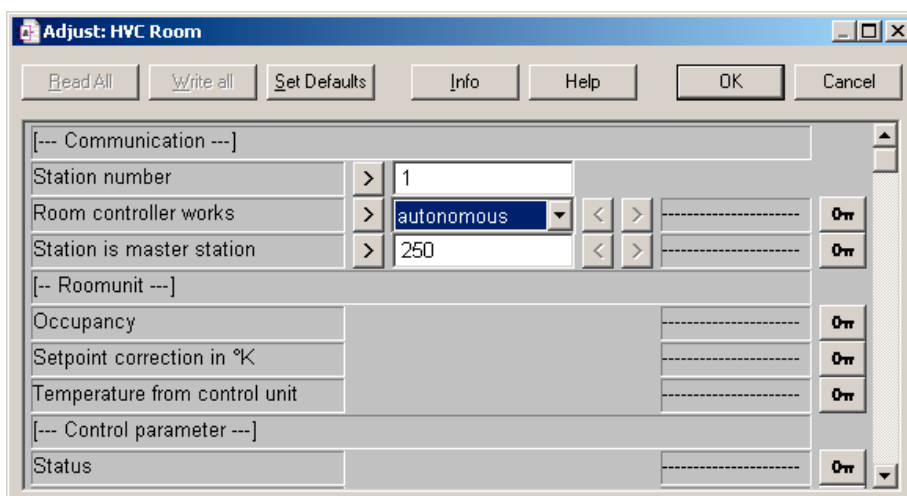 Adjust: HVC Room
Read All Write all Set Defaults Info Help OK Cancel
[--- Communication ---]
Station number > 1
Room controller works > autonomous < > --------------------
Station is master station > 250 < > --------------------
[-- Roomunit ---]
Occupancy --------------------
Setpoint correction in °K --------------------
Temperature from control unit --------------------
[--- Control parameter ---]
Status --------------------